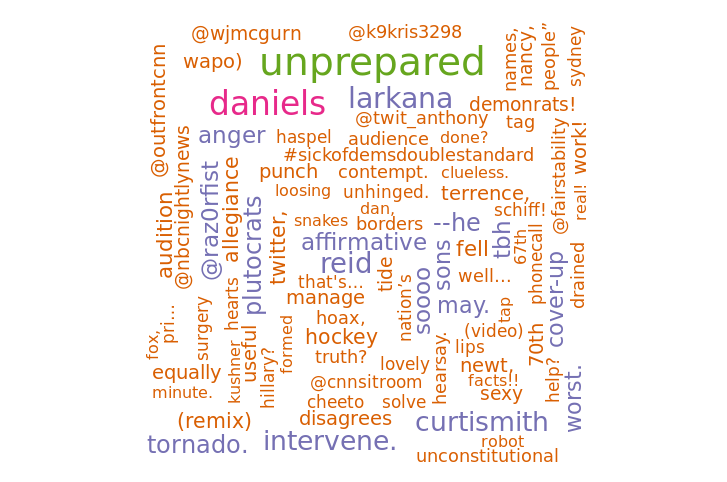 @wjmcgurn
@k9kris3298
wapo)
unprepared
names,
nancy,
people”
sydney
@outfrontcnn
daniels
larkana
demonrats!
@twit_anthony
tag
anger
haspel
audience
done?
@nbcnightlynews
#sickofdemsdoublestandard
@fairstability
work!
punch
contempt.
clueless.
@raz0rfist
allegiance
loosing
unhinged.
terrence,
real!
audition
plutocrats
twitter,
snakes
dan,
borders
--he
schiff!
affirmative
sons
tbh
fell
67th
phonecall
reid
tide
well...
drained
that's...
nation’s
soooo
cover-up
hearts
manage
may.
tap
pri...
hoax,
surgery
formed
hockey
(video)
70th
fox,
useful
truth?
hearsay.
lips
equally
kushner
hillary?
lovely
newt,
help?
worst.
minute.
@cnnsitroom
facts!!
cheeto
solve
sexy
(remix)
disagrees
curtismith
tornado.
intervene.
robot
unconstitutional